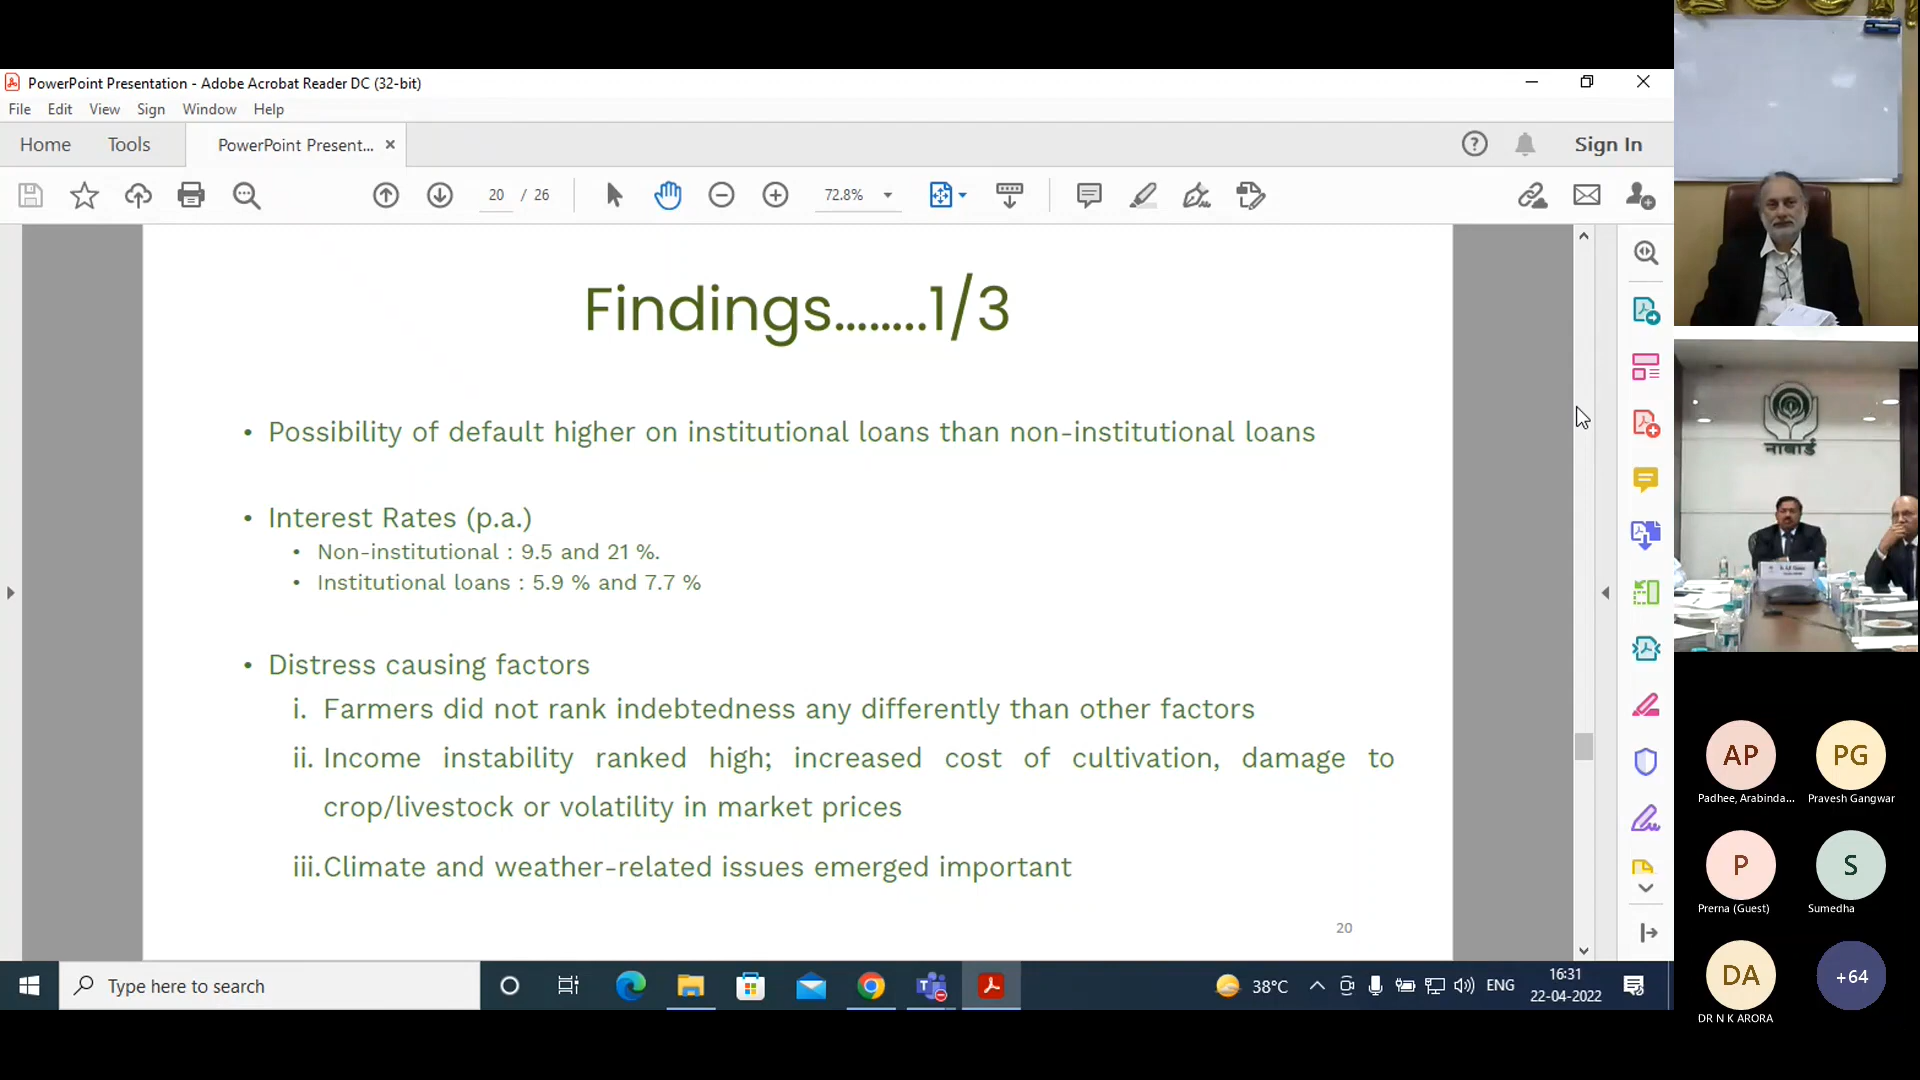 PowerPoint Presentation - Adobe Acrobat Reader DC (32-bit)
File Edit View Sign Window Help
Home Tools PowerPoint Present... × Sign In
20 / 26 72.8%
Findings........1/3
• Possibility of default higher on institutional loans than non-institutional loans
• Interest Rates (p.a.)
• Non-institutional : 9.5 and 21 %.
• Institutional loans : 5.9 % and 7.7 %
• Distress causing factors
i. Farmers did not rank indebtedness any differently than other factors
ii. Income instability ranked high; increased cost of cultivation, damage to
crop/livestock or volatility in market prices
iii. Climate and weather-related issues emerged important
20
Type here to search
38°C ENG 16:31
22-04-2022
नाबार्ड
AP PG
Padhee, Arabinda... Pravesh Gangwar
P S
Prerna (Guest) Sumedha
DA +64
DR N K ARORA